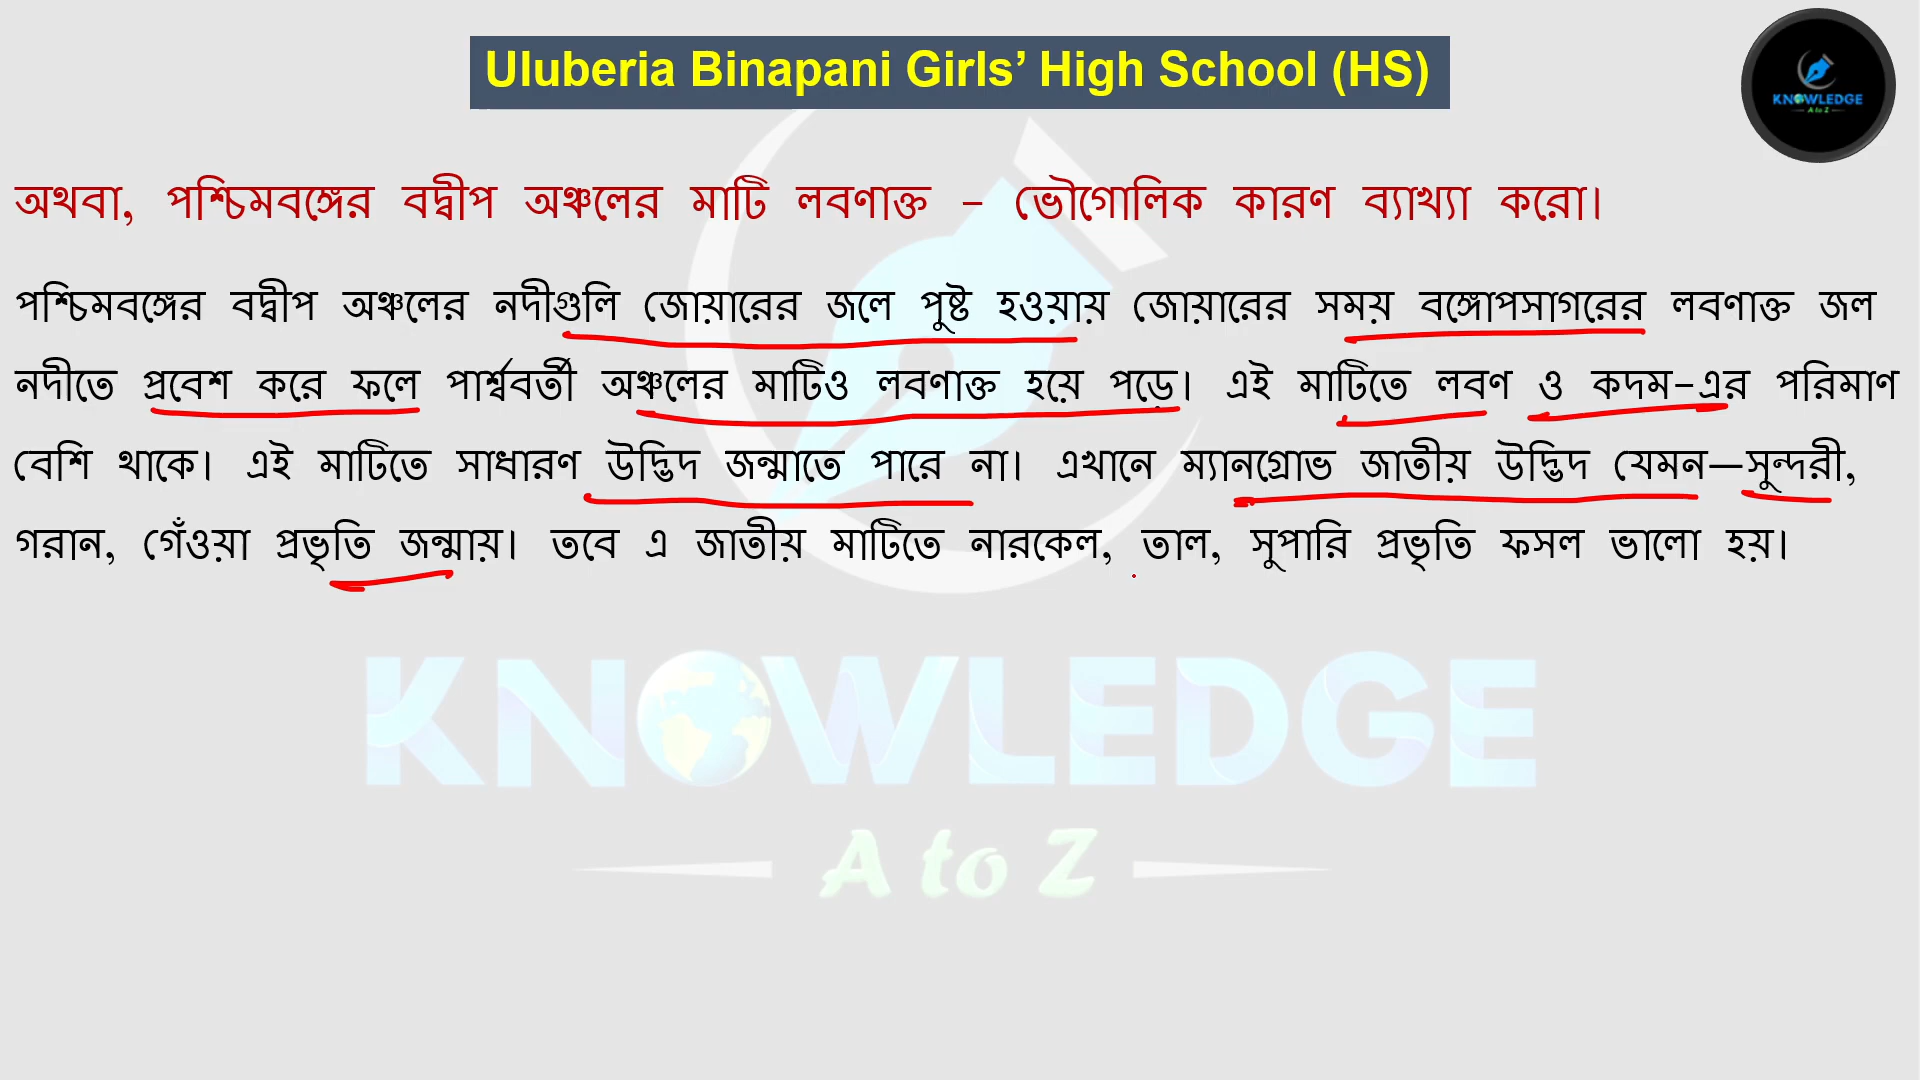 Uluberia Binapani Girls’ High School (HS)
KNOWLEDGE
A to Z
অথবা, পশ্চিমবঙ্গের বদ্বীপ অঞ্চলের মাটি লবণাক্ত – ভৌগোলিক কারণ ব্যাখ্যা করো।
পশ্চিমবঙ্গের বদ্বীপ অঞ্চলের নদীগুলি জোয়ারের জলে পুষ্ট হওয়ায় জোয়ারের সময় বঙ্গোপসাগরের লবণাক্ত জল
নদীতে প্রবেশ করে ফলে পার্শ্ববর্তী অঞ্চলের মাটিও লবণাক্ত হয়ে পড়ে। এই মাটিতে লবণ ও কদম–এর পরিমাণ
বেশি থাকে। এই মাটিতে সাধারণ উদ্ভিদ জন্মাতে পারে না। এখানে ম্যানগ্রোভ জাতীয় উদ্ভিদ যেমন—সুন্দরী,
গরান, গেঁওয়া প্রভৃতি জন্মায়। তবে এ জাতীয় মাটিতে নারকেল, তাল, সুপারি প্রভৃতি ফসল ভালো হয়।
KNOWLEDGE
A to Z